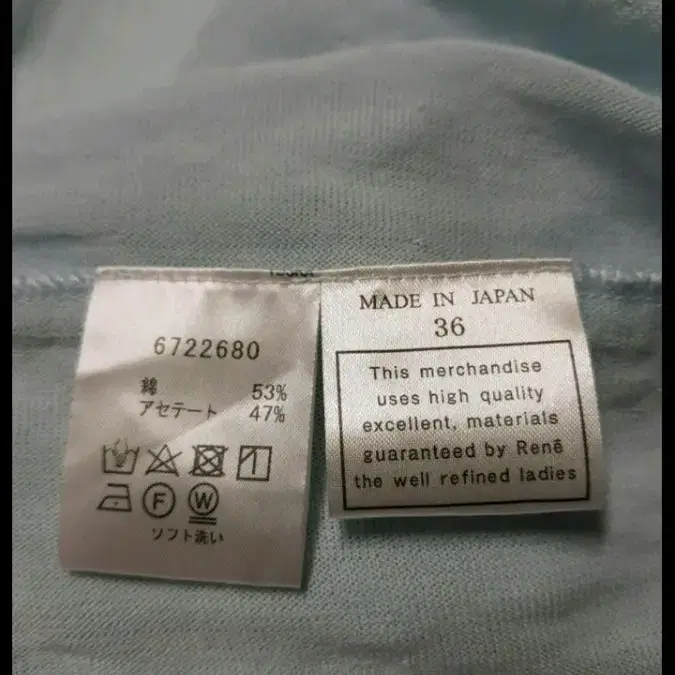 6722680
綿 53%
アセテート 47%
F W
ソフト洗い
MADE IN JAPAN
36
This merchandise
uses high quality
excellent, materials
guaranteed by Renē
the well refined ladies